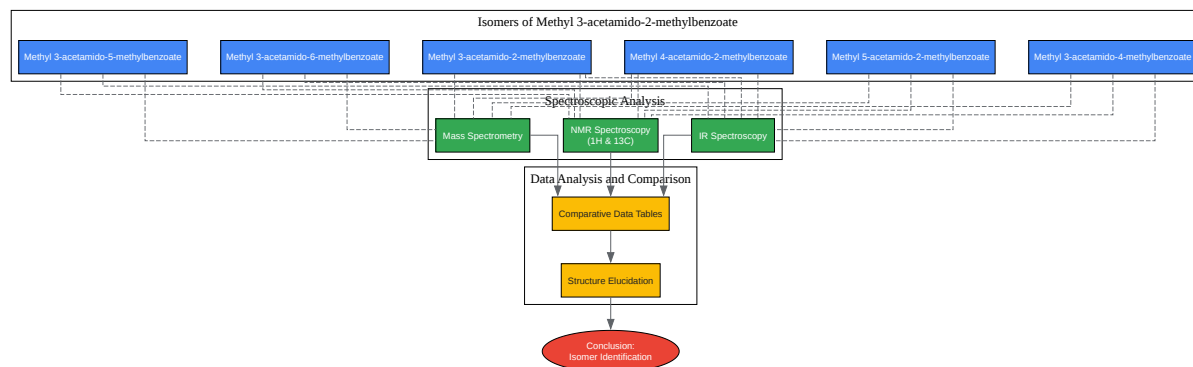 Isomers of Methyl 3-acetamido-2-methylbenzoate
Methyl 3-acetamido-5-methylbenzoate
Methyl 3-acetamido-6-methylbenzoate
Methyl 3-acetamido-2-methylbenzoate
Methyl 4-acetamido-2-methylbenzoate
Methyl 5-acetamido-2-methylbenzoate
Methyl 3-acetamido-4-methylbenzoate
Spectroscopic Analysis
Mass Spectrometry
NMR Spectroscopy
(1H & 13C)
IR Spectroscopy
Data Analysis and Comparison
Comparative Data Tables
Structure Elucidation
Conclusion:
Isomer Identification